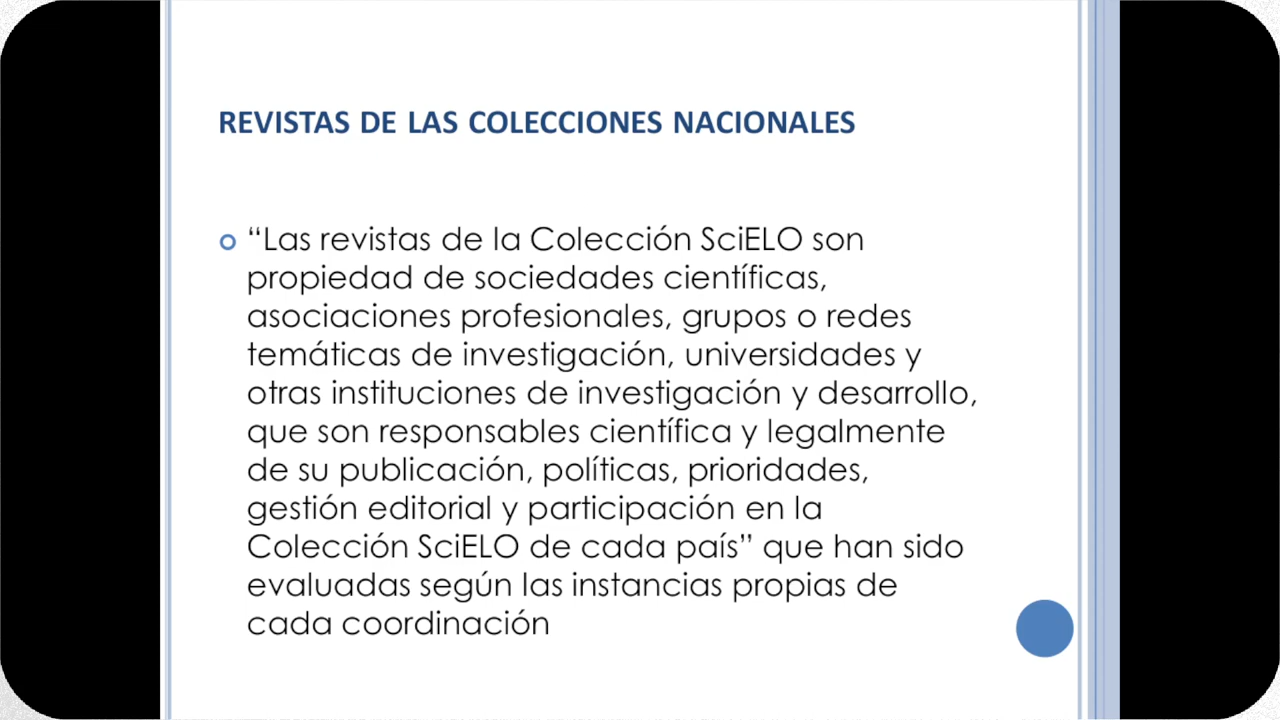 REVISTAS DE LAS COLECCIONES NACIONALES
“Las revistas de la Colección SciELO son
propiedad de sociedades científicas,
asociaciones profesionales, grupos o redes
temáticas de investigación, universidades y
otras instituciones de investigación y desarrollo,
que son responsables científica y legalmente
de su publicación, políticas, prioridades,
gestión editorial y participación en la
Colección SciELO de cada país” que han sido
evaluadas según las instancias propias de
cada coordinación